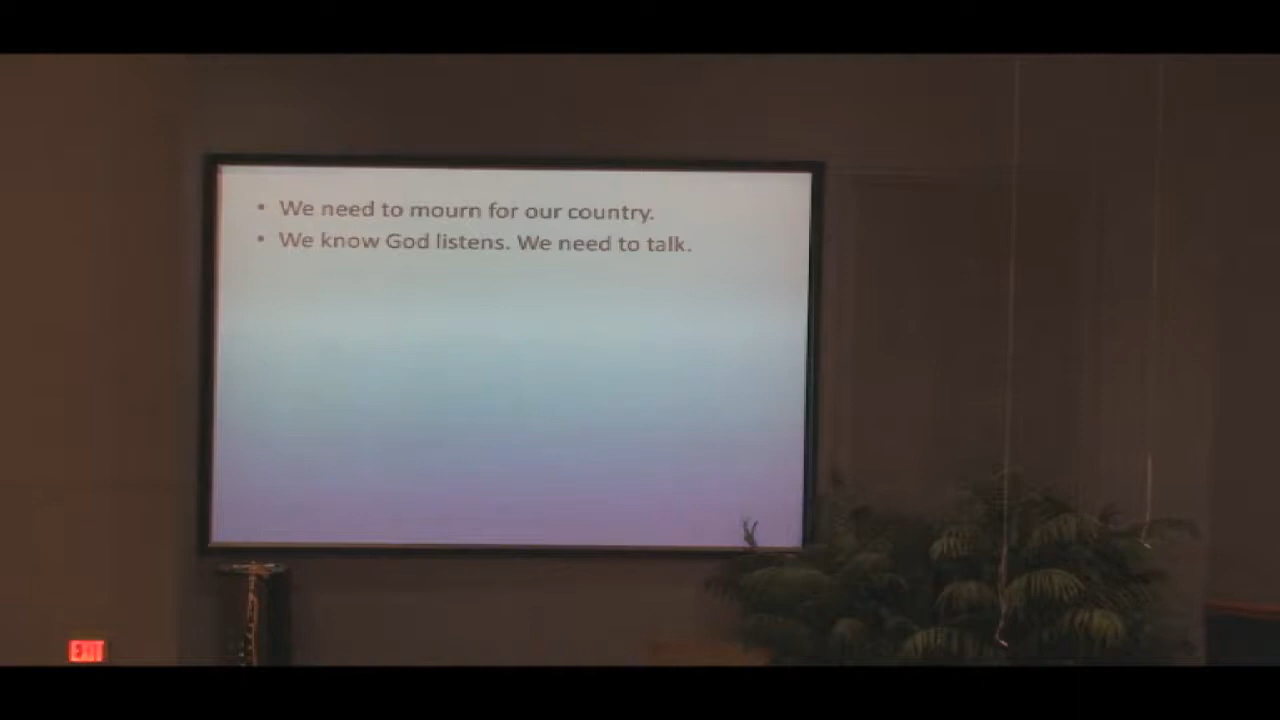 • We need to mourn for our country.
• We know God listens. We need to talk.
EXIT